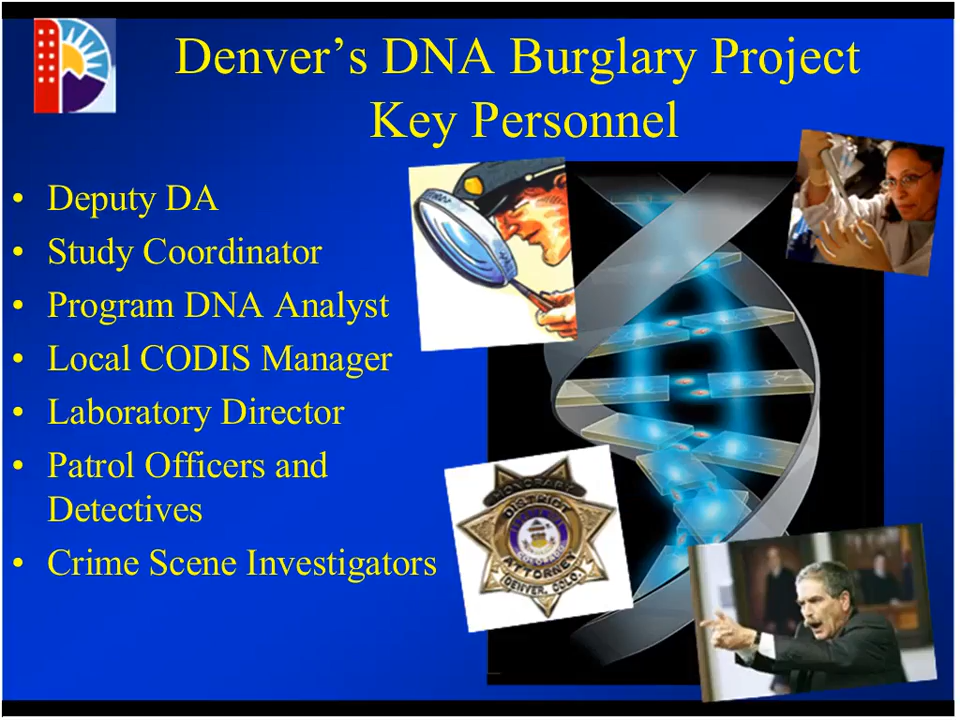 Denver’s DNA Burglary Project
Key Personnel
• Deputy DA
• Study Coordinator
• Program DNA Analyst
• Local CODIS Manager
• Laboratory Director
• Patrol Officers and
Detectives
• Crime Scene Investigators
HONORARY
DISTRICT
ATTORNEY
DENVER, COLO.